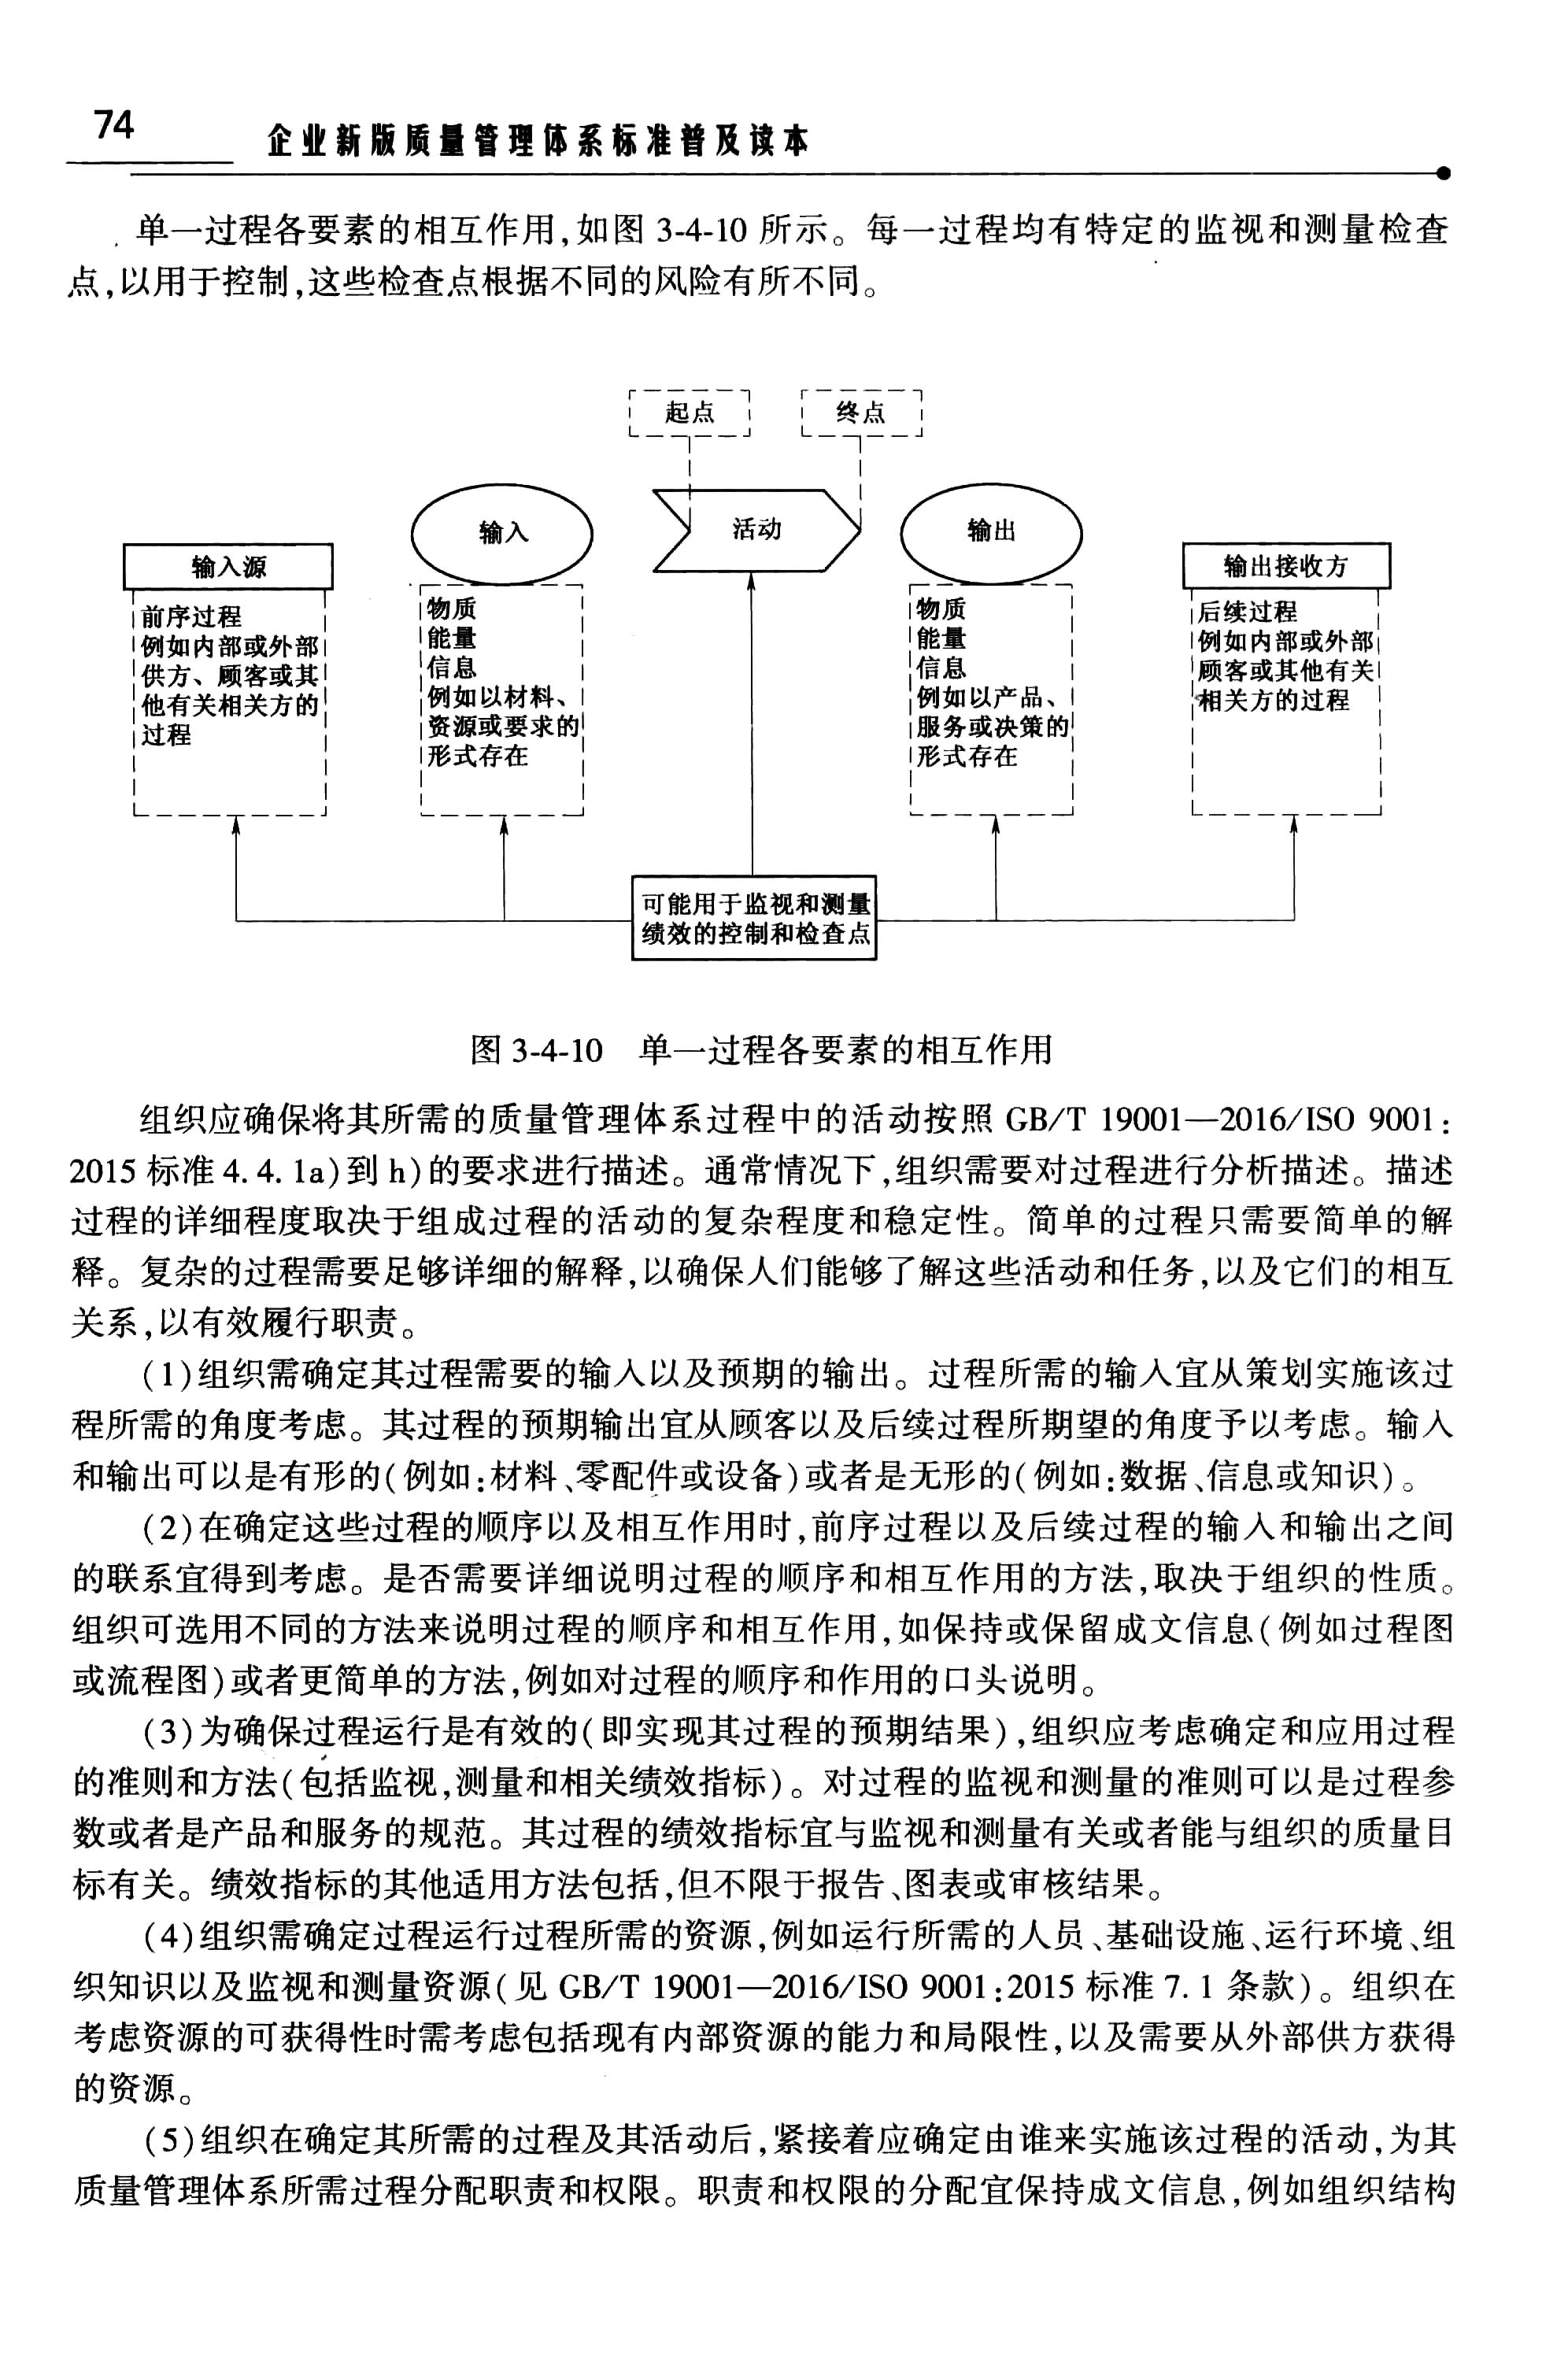 74
企业新版质量管理体系标准普及读本
单一过程各要素的相互作用,如图 3-4-10 所示。每一过程均有特定的监视和测量检查
点,以用于控制,这些检查点根据不同的风险有所不同。
起点
终点
输入源
前序过程
例如内部或外部
供方、顾客或其
他有关相关方的
过程
输入
物质
能量
信息
例如以材料、
资源或要求的
形式存在
活动
输出
物质
能量
信息
例如以产品、
服务或决策的
形式存在
输出接收方
后续过程
例如内部或外部
顾客或其他有关
相关方的过程
可能用于监视和测量
绩效的控制和检查点
图 3-4-10 单一过程各要素的相互作用
组织应确保将其所需的质量管理体系过程中的活动按照 GB/T 19001—2016/ISO 9001:
2015 标准 4.4.1a)到 h)的要求进行描述。通常情况下,组织需要对过程进行分析描述。描述
过程的详细程度取决于组成过程的活动的复杂程度和稳定性。简单的过程只需要简单的解
释。复杂的过程需要足够详细的解释,以确保人们能够了解这些活动和任务,以及它们的相互
关系,以有效履行职责。
(1)组织需确定其过程需要的输入以及预期的输出。过程所需的输入宜从策划实施该过
程所需的角度考虑。其过程的预期输出宜从顾客以及后续过程所期望的角度予以考虑。输入
和输出可以是有形的(例如:材料、零配件或设备)或者是无形的(例如:数据、信息或知识)。
(2)在确定这些过程的顺序以及相互作用时,前序过程以及后续过程的输入和输出之间
的联系宜得到考虑。是否需要详细说明过程的顺序和相互作用的方法,取决于组织的性质。
组织可选用不同的方法来说明过程的顺序和相互作用,如保持或保留成文信息(例如过程图
或流程图)或者更简单的方法,例如对过程的顺序和作用的口头说明。
(3)为确保过程运行是有效的(即实现其过程的预期结果),组织应考虑确定和应用过程
的准则和方法(包括监视,测量和相关绩效指标)。对过程的监视和测量的准则可以是过程参
数或者是产品和服务的规范。其过程的绩效指标宜与监视和测量有关或者能与组织的质量目
标有关。绩效指标的其他适用方法包括,但不限于报告、图表或审核结果。
(4)组织需确定过程运行过程所需的资源,例如运行所需的人员、基础设施、运行环境、组
织知识以及监视和测量资源(见 GB/T 19001—2016/ISO 9001:2015 标准 7.1 条款)。组织在
考虑资源的可获得性时需考虑包括现有内部资源的能力和局限性,以及需要从外部供方获得
的资源。
(5)组织在确定其所需的过程及其活动后,紧接着应确定由谁来实施该过程的活动,为其
质量管理体系所需过程分配职责和权限。职责和权限的分配宜保持成文信息,例如组织结构